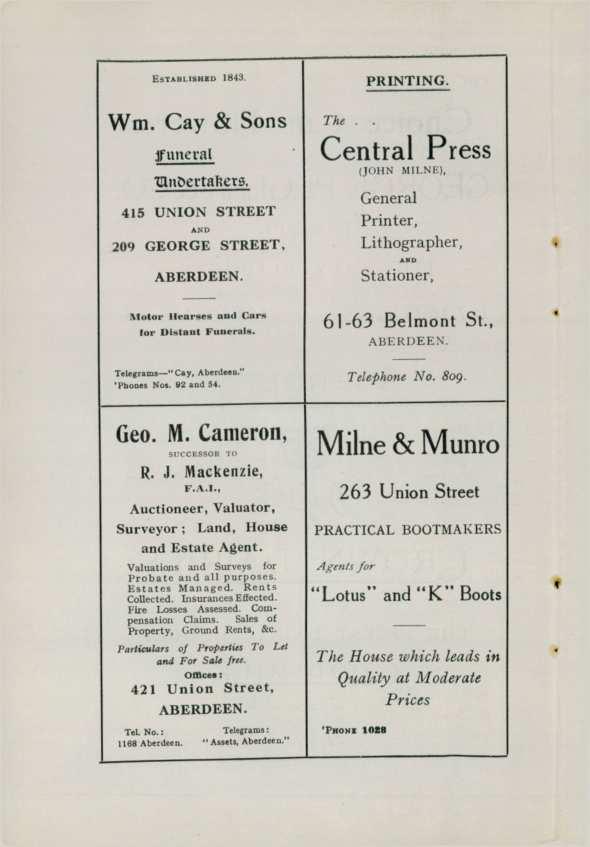 ESTABLISHED 1843.
Wm. Cay & Sons
Funeral
Undertakers,
415 UNION STREET
AND
209 GEORGE STREET,
ABERDEEN.
Motor Hearses and Cars
for Distant Funerals.
Telegrams—"Cay, Aberdeen."
'Phones Nos. 92 and 54.
PRINTING.
The . .
Central Press
(JOHN MILNE),
General
Printer,
Lithographer,
AND
Stationer,
61-63 Belmont St.,
ABERDEEN.
Telephone No. 809.
Geo. M. Cameron,
SUCCESSOR TO
R. J. Mackenzie,
F.A.I.,
Auctioneer, Valuator,
Surveyor; Land, House
and Estate Agent.
Valuations and Surveys for
Probate and all purposes.
Estates Managed. Rents
Collected. Insurances Effected.
Fire Losses Assessed. Com-
pensation Claims. Sales of
Property, Ground Rents, &c.
Particulars of Properties To Let
and For Sale free.
Offices:
421 Union Street,
ABERDEEN.
Tel. No.: Telegrams:
1168 Aberdeen. "Assets, Aberdeen."
Milne & Munro
263 Union Street
PRACTICAL BOOTMAKERS
Agents for
"Lotus" and "K" Boots
The House which leads in
Quality at Moderate
Prices
'PHONE 1028